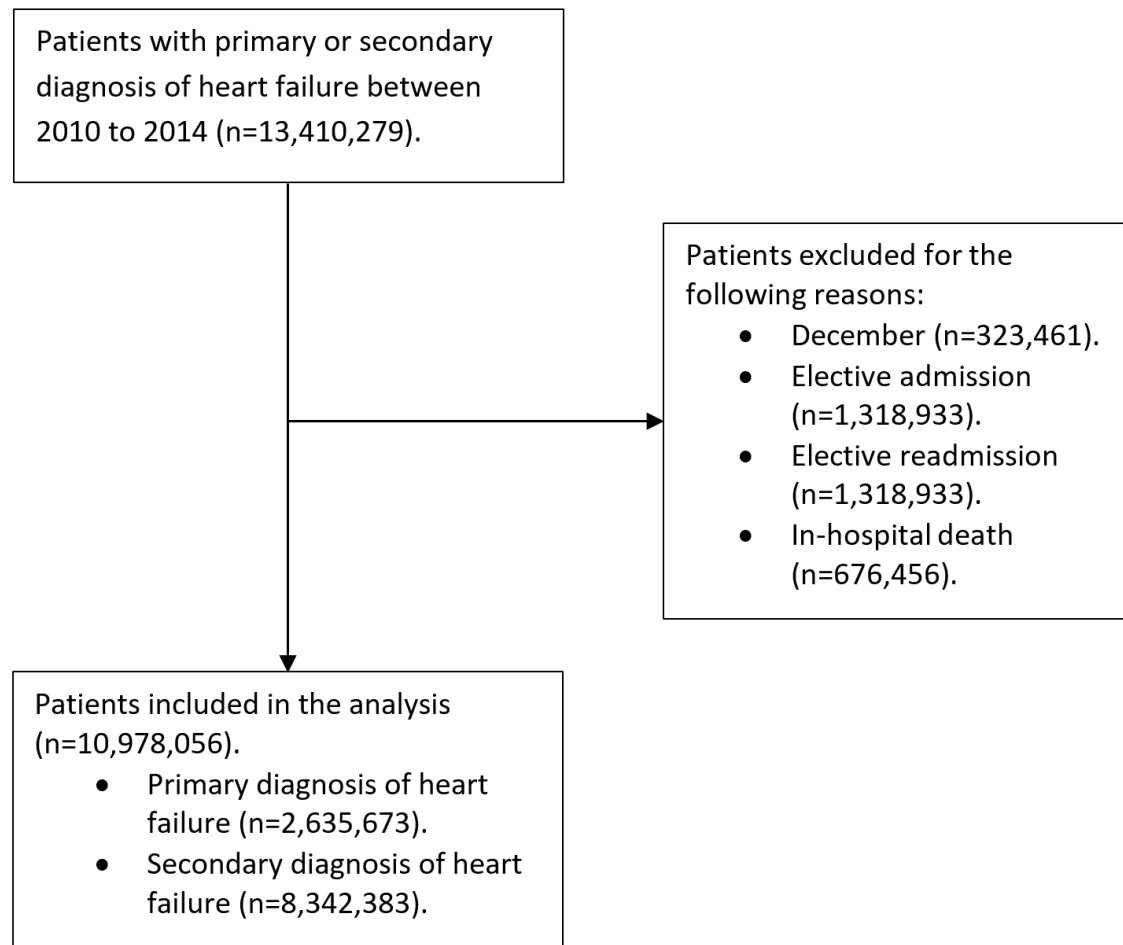 Patients with primary or secondary
diagnosis of heart failure between
2010 to 2014 (n=13,410,279).
Patients excluded for the
following reasons:
• December (n=323,461).
• Elective admission
(n=1,318,933).
• Elective readmission
(n=1,318,933).
• In-hospital death
(n=676,456).
Patients included in the analysis
(n=10,978,056).
• Primary diagnosis of heart
failure (n=2,635,673).
• Secondary diagnosis of heart
failure (n=8,342,383).